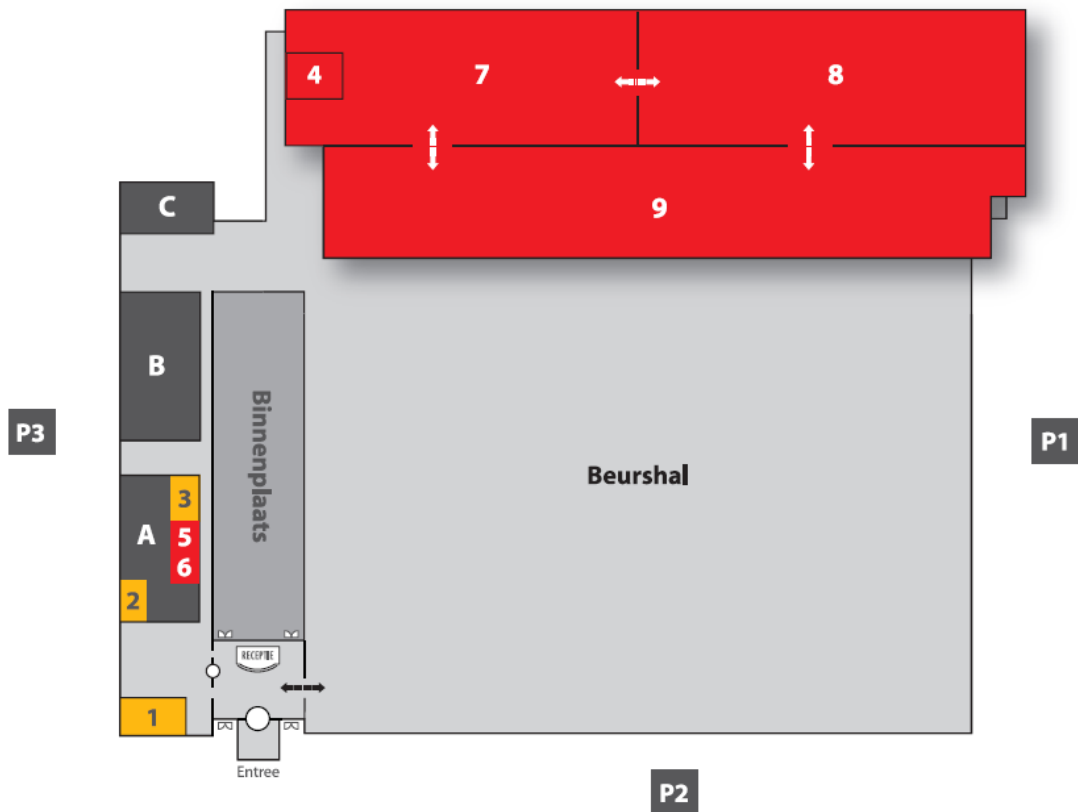 4
7
8
9
C
B
Binnenplaats
P3
P1
Beurshal
3
A
5
6
2
RECEPTIE
1
Entree
P2